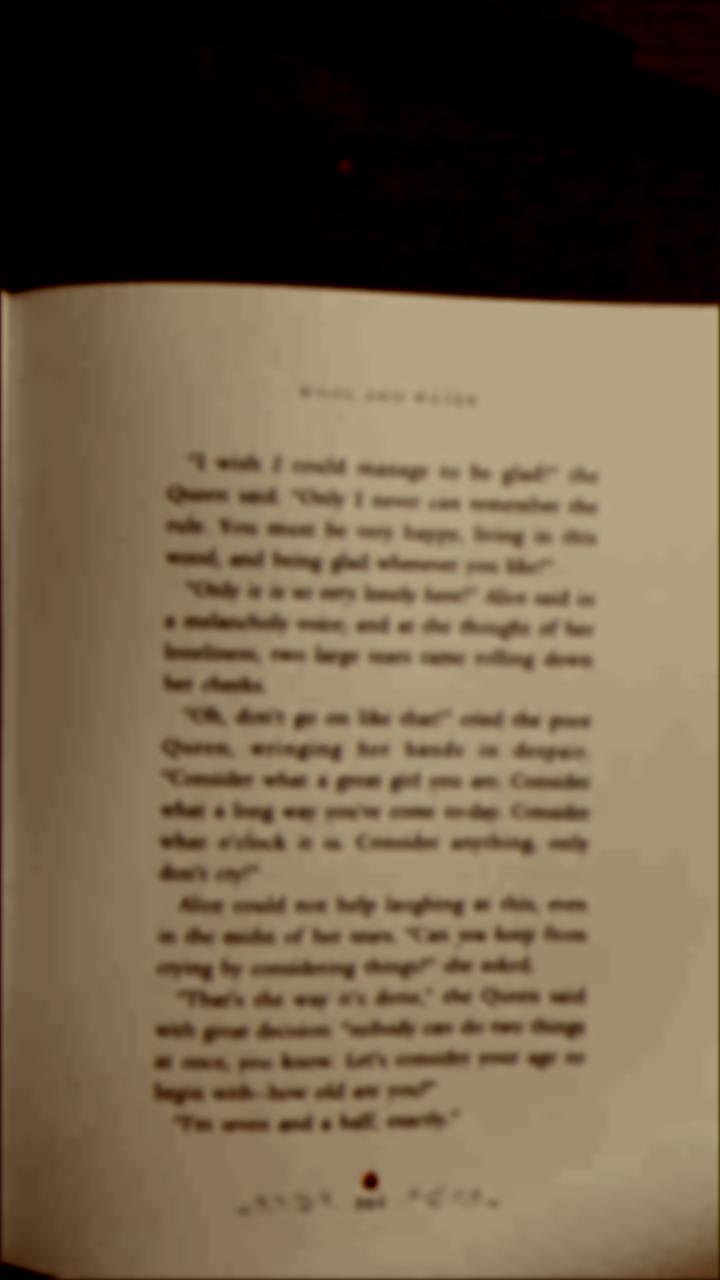 WOOL AND WATER
"I wish I could manage to be glad!" the
Queen said. "Only I never can remember the
rule. You must be very happy, living in this
wood, and being glad whenever you like!"
"Only it is so very lonely here!" Alice said in
a melancholy voice; and at the thought of her
loneliness, two large tears came rolling down
her cheeks.
"Oh, don't go on like that!" cried the poor
Queen, wringing her hands in despair.
"Consider what a great girl you are. Consider
what a long way you've come to-day. Consider
what o'clock it is. Consider anything, only
don't cry!"
Alice could not help laughing at this, even
in the midst of her tears. "Can you keep from
crying by considering things?" she asked.
"That's the way it's done," the Queen said
with great decision: "nobody can do two things
at once, you know. Let's consider your age to
begin with—how old are you?"
"I'm seven and a half, exactly."